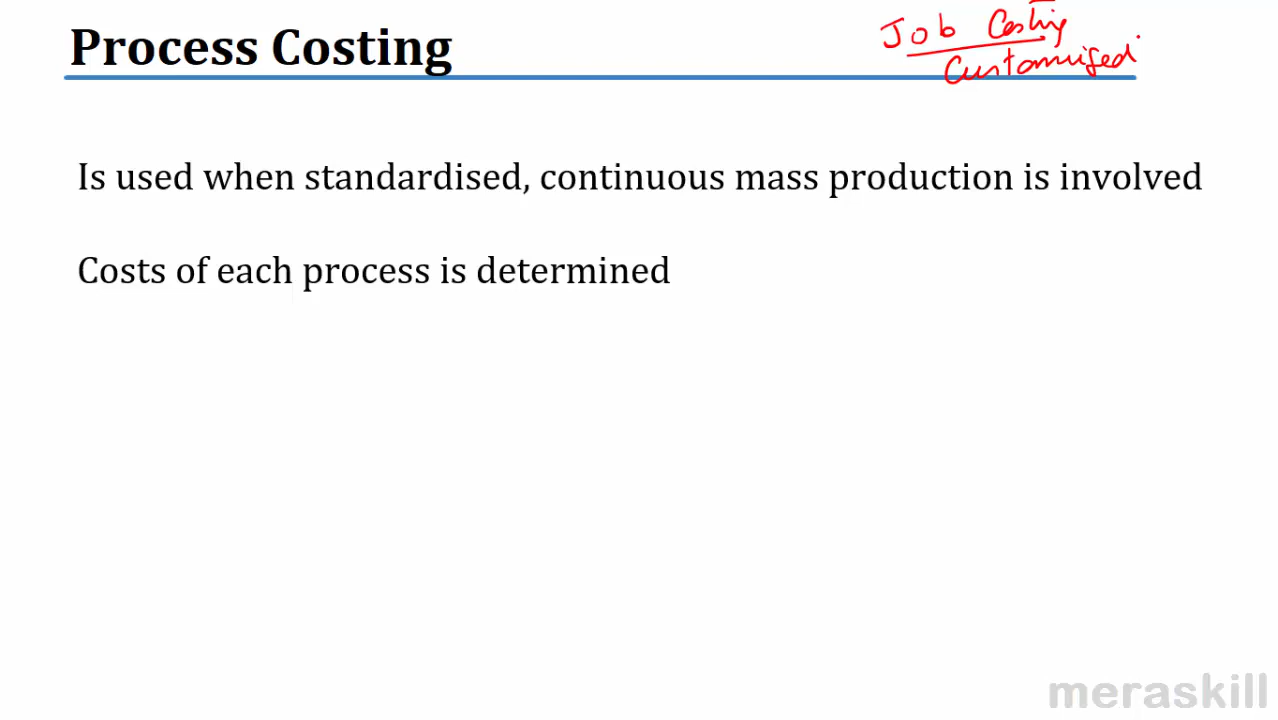 Process Costing
Job Costing
Customised
Is used when standardised, continuous mass production is involved
Costs of each process is determined
meraskill